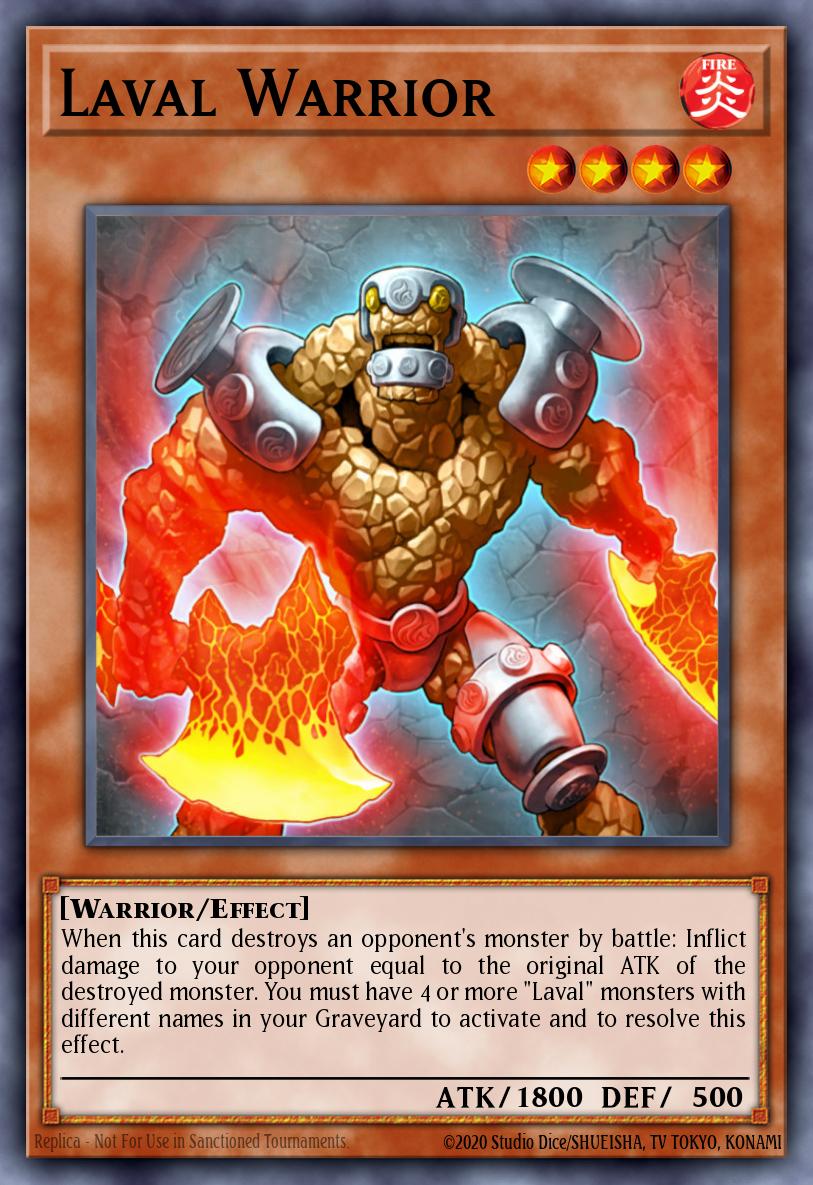 Laval Warrior
FIRE
炎
[Warrior/Effect]
When this card destroys an opponent's monster by battle: Inflict
damage to your opponent equal to the original ATK of the
destroyed monster. You must have 4 or more "Laval" monsters with
different names in your Graveyard to activate and to resolve this
effect.
ATK/1800 DEF/ 500
Replica - Not For Use in Sanctioned Tournaments.
©2020 Studio Dice/SHUEISHA, TV TOKYO, KONAMI